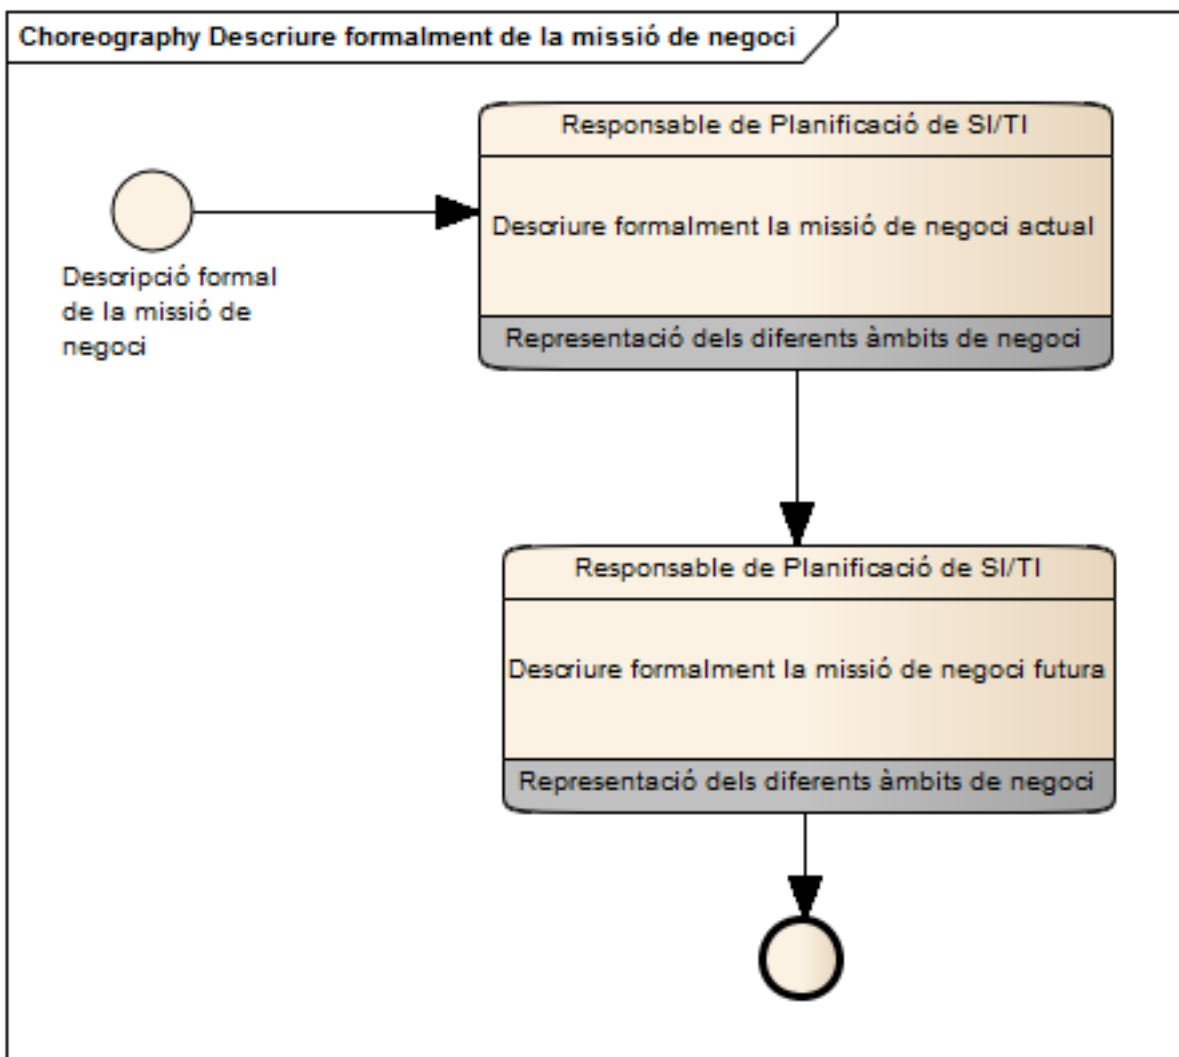 Choreography Descriure formalment de la missió de negoci
Responsable de Planificació de SI/TI
Descriure formalment la missió de negoci actual
Representació dels diferents àmbits de negoci
Descripció formal
de la missió de
negoci
Responsable de Planificació de SI/TI
Descriure formalment la missió de negoci futura
Representació dels diferents àmbits de negoci